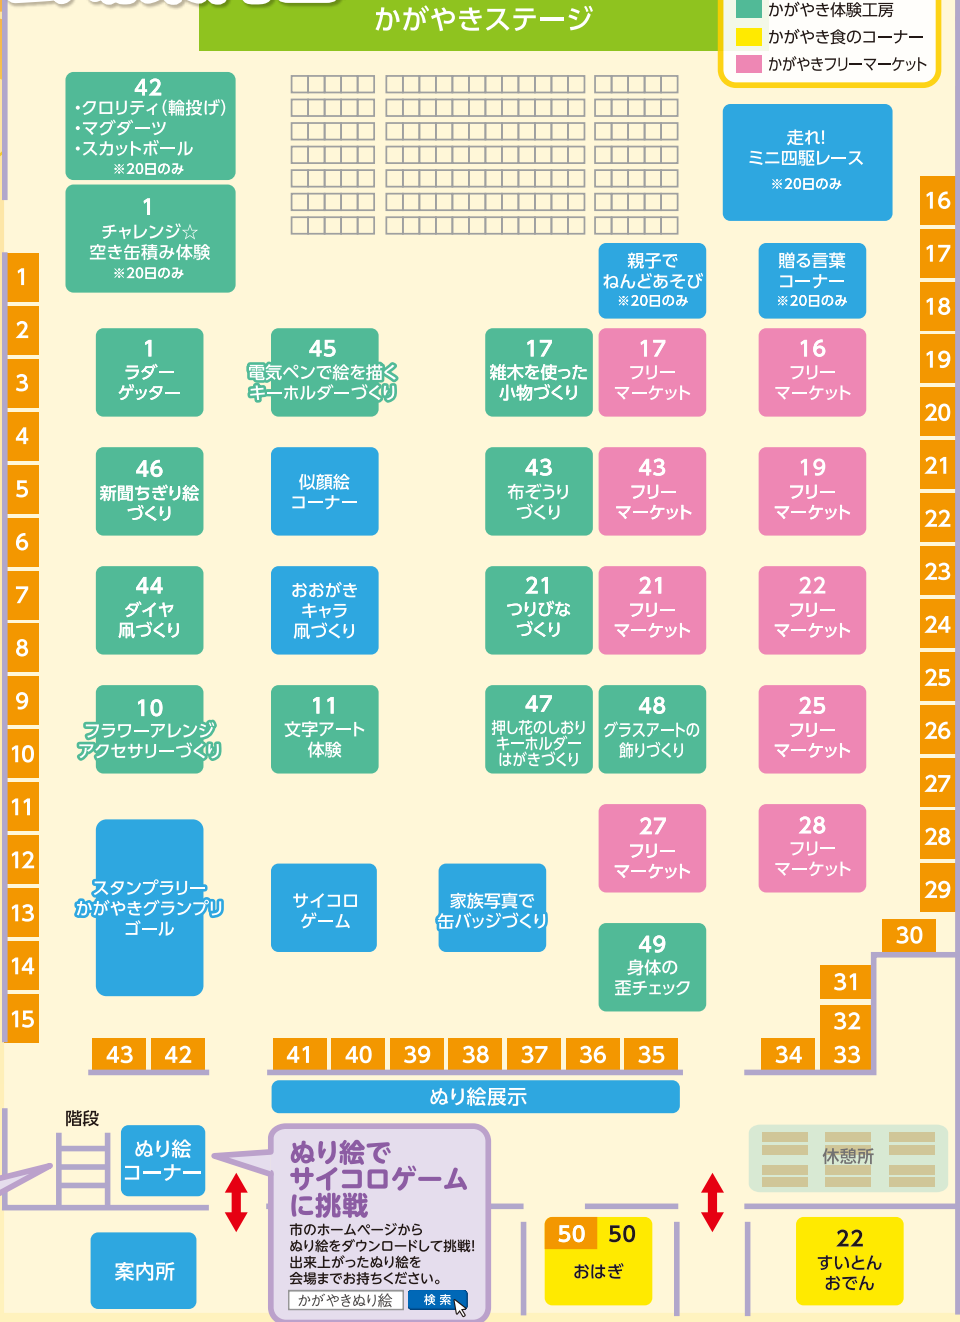 かがやきステージ
かがやき体験工房
かがやき食のコーナー
かがやきフリーマーケット
42
・クロリティ(輪投げ)
・マグダーツ
・スカットボール
※20日のみ
1
チャレンジ☆
空き缶積み体験
※20日のみ
走れ!
ミニ四駆レース
※20日のみ
親子で
ねんどあそび
※20日のみ
贈る言葉
コーナー
※20日のみ
1
2
3
4
5
6
7
8
9
10
11
12
13
14
15
16
17
18
19
20
21
22
23
24
25
26
27
28
29
30
31
32
33
34
1
ラダー
ゲッター
45
電気ペンで絵を描く
キーホルダーづくり
17
雑木を使った
小物づくり
17
フリー
マーケット
16
フリー
マーケット
46
新聞ちぎり絵
づくり
似顔絵
コーナー
43
布ぞうり
づくり
43
フリー
マーケット
19
フリー
マーケット
44
ダイヤ
凧づくり
おおがき
キャラ
凧づくり
21
つりびな
づくり
21
フリー
マーケット
22
フリー
マーケット
10
フラワーアレンジ
アクセサリーづくり
11
文字アート
体験
47
押し花のしおり
キーホルダー
はがきづくり
48
グラスアートの
飾りづくり
25
フリー
マーケット
27
フリー
マーケット
28
フリー
マーケット
スタンプラリー
かがやきグランプリ
ゴール
サイコロ
ゲーム
家族写真で
缶バッジづくり
49
身体の
歪チェック
43
42
41
40
39
38
37
36
35
ぬり絵展示
階段
ぬり絵
コーナー
ぬり絵で
サイコロゲーム
に挑戦
市のホームページから
ぬり絵をダウンロードして挑戦!
出来上がったぬり絵を
会場までお持ちください。
かがやきぬり絵
検索
休憩所
案内所
50
50
おはぎ
22
すいとん
おでん